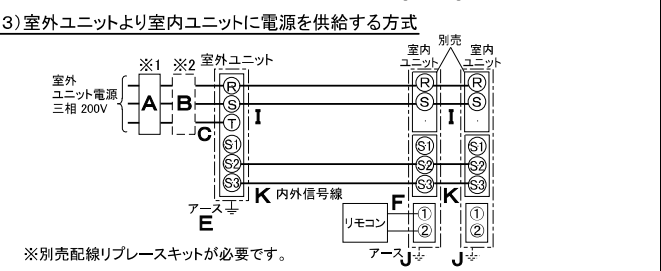 3)室外ユニットより室内ユニットに電源を供給する方式
※1 ※2 室外ユニット
別売
室内ユニット
室内ユニット
室外
ユニット電源
三相 200V
A
B
C
R
S
T
S1
S2
S3
I
K 内外信号線
アース
E
R
S
S1
S2
S3
F
リモコン
①
②
アース J
I
K
R
S
S1
S2
S3
①
②
J
※別売配線リプレースキットが必要です。